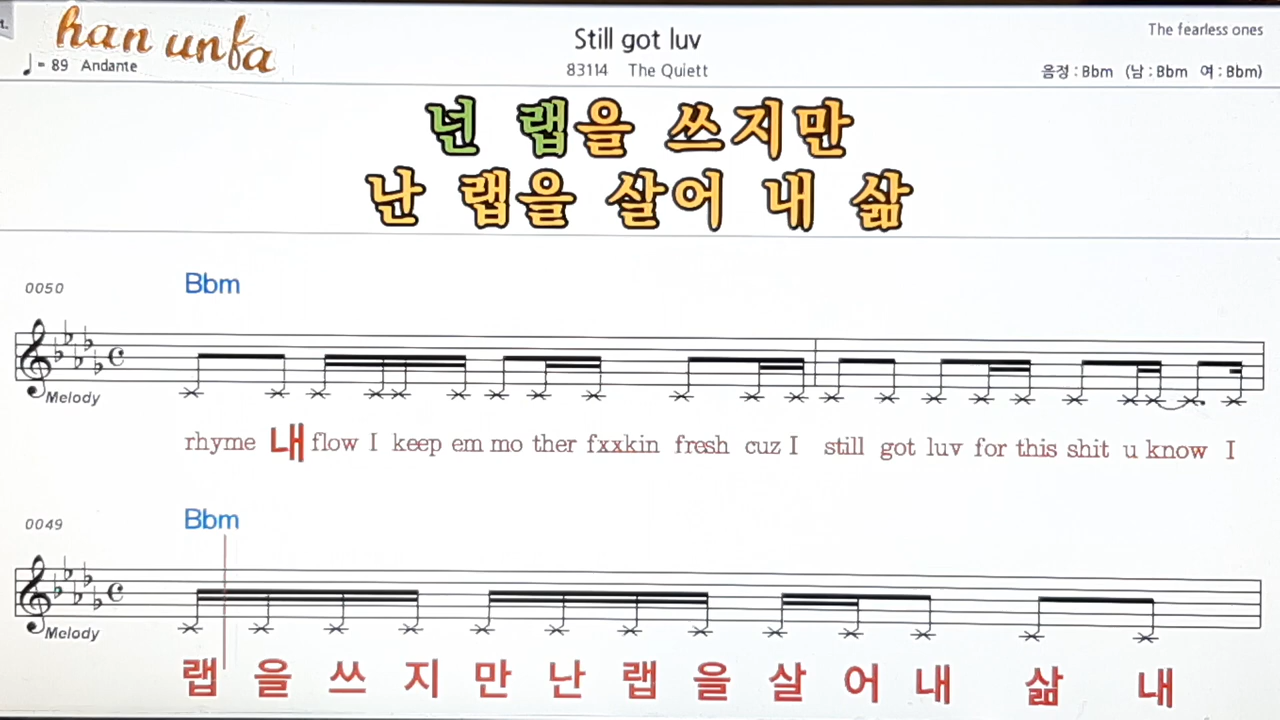 han unfa
Still got luv
The fearless ones
♩= 89 Andante
83114 The Quiett
음정 : Bbm (남 : Bbm 여 : Bbm)
넌 랩을 쓰지만
난 랩을 살어 내 삶
0050
Bbm
Melody
rhyme 내 flow I keep em mo ther fxxkin fresh cuz I still got luv for this shit u know I
0049
Bbm
Melody
랩 을 쓰 지 만 난 랩 을 살 어 내 삶 내